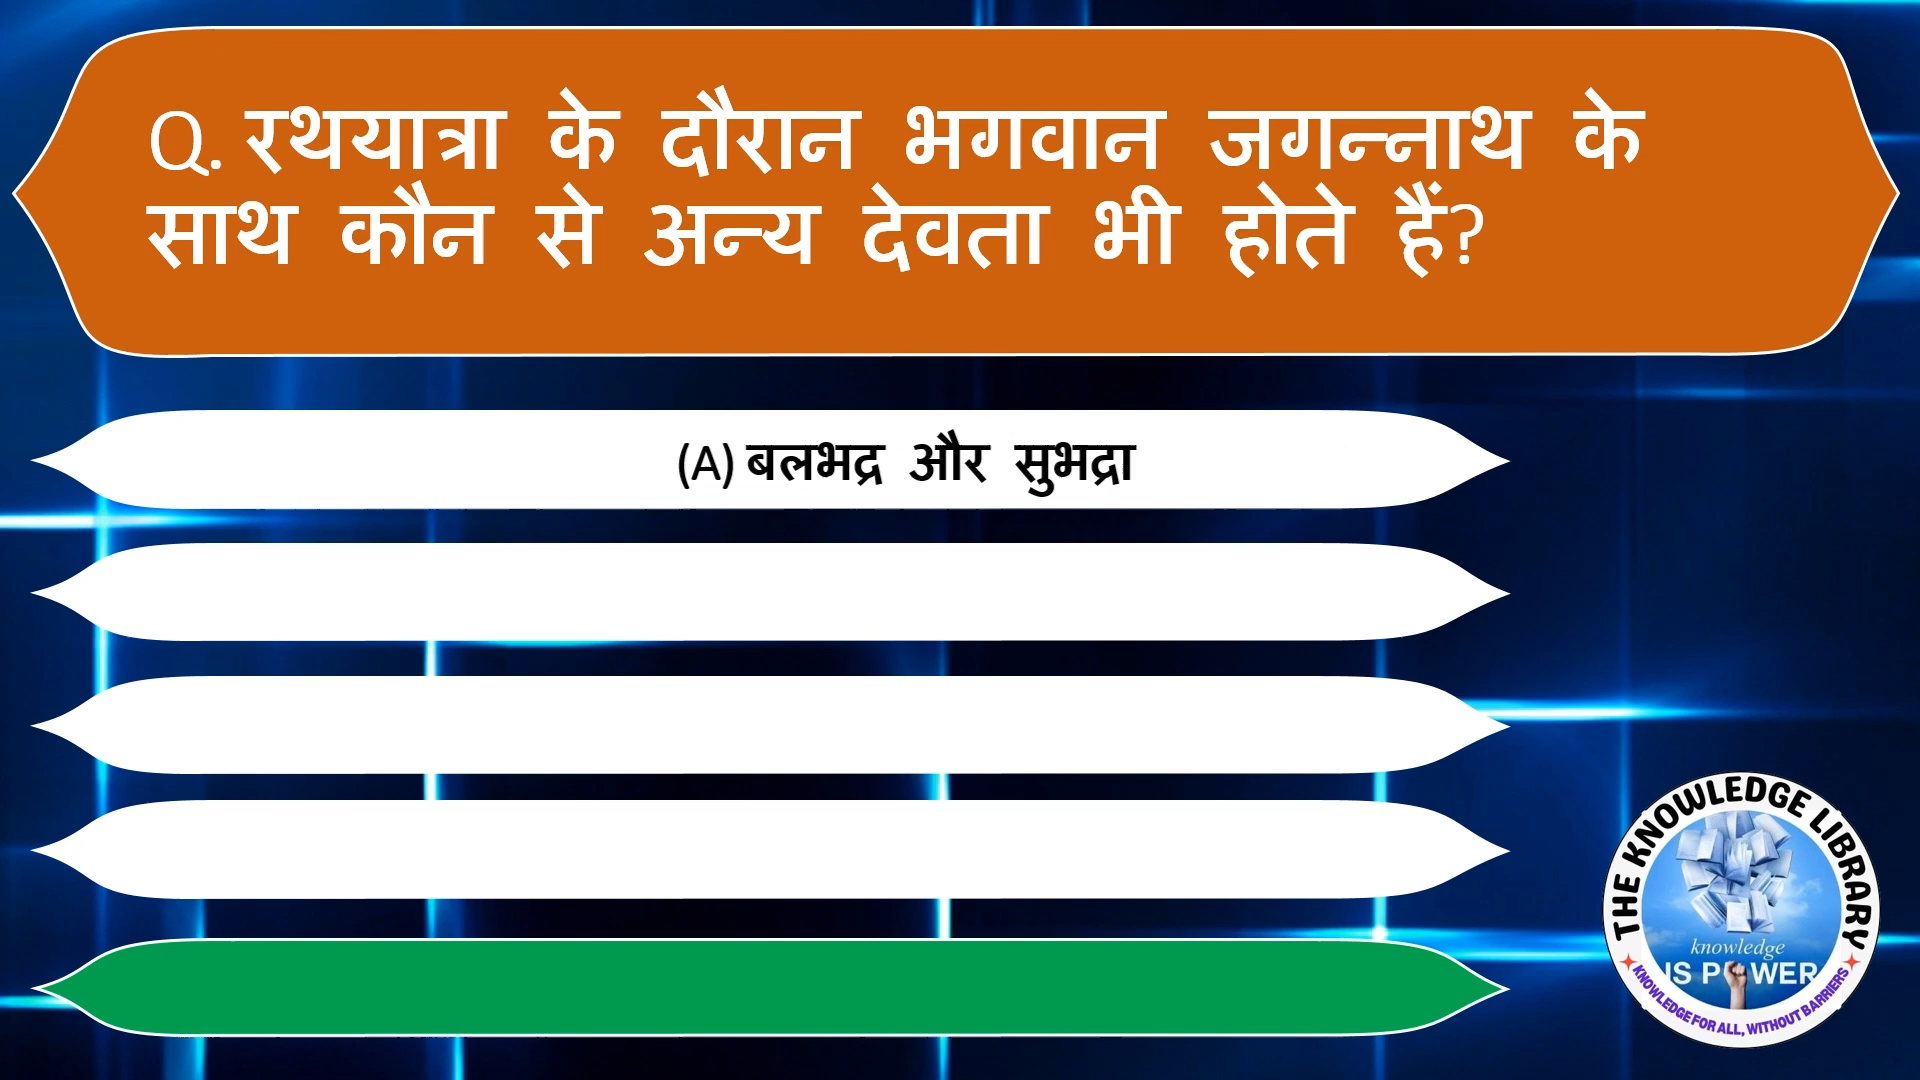 Q. रथयात्रा के दौरान भगवान जगन्नाथ के
साथ कौन से अन्य देवता भी होते हैं?
(A) बलभद्र और सुभद्रा
THE KNOWLEDGE LIBRARY
knowledge
IS POWER
KNOWLEDGE FOR ALL, WITHOUT BARRIERS